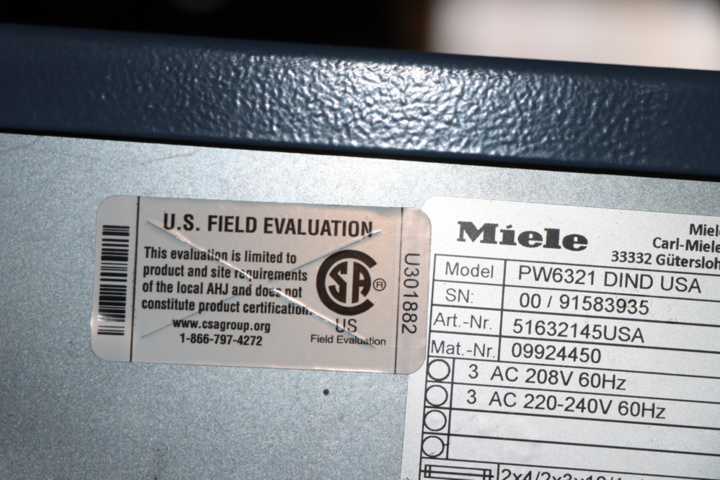 U.S. FIELD EVALUATION
This evaluation is limited to
product and site requirements
of the local AHJ and does not
constitute product certification.
www.csagroup.org
1-866-797-4272
CSA ®
US
Field Evaluation
U301882
Miele
Carl-Miele
33332 Gütersloh
Model PW6321 DIND USA
SN: 00 / 91583935
Art.-Nr. 51632145USA
Mat.-Nr. 09924450
3 AC 208V 60Hz
3 AC 220-240V 60Hz